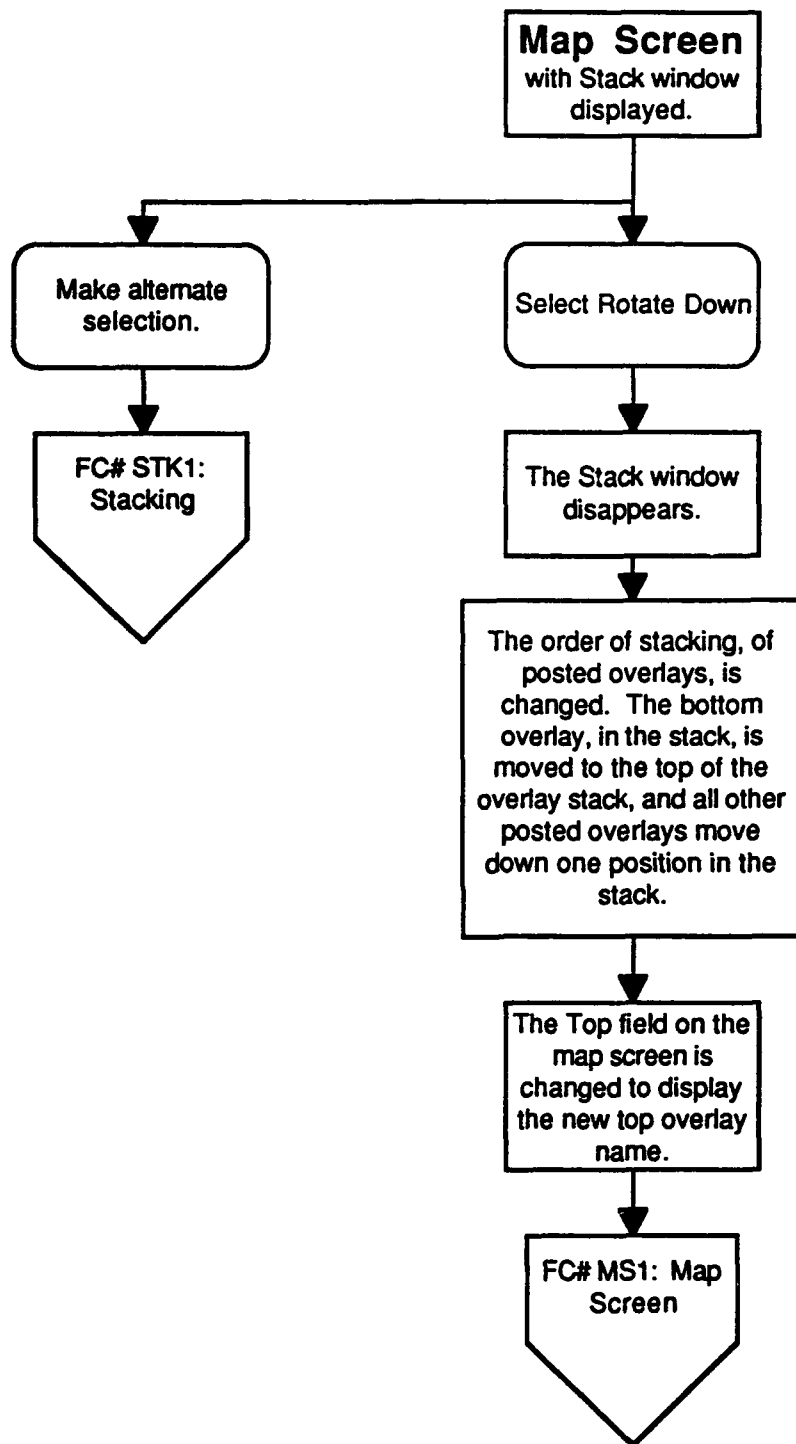 Map Screen
with Stack window
displayed.
Make alternate
selection.
Select Rotate Down
FC# STK1:
Stacking
The Stack window
disappears.
The order of stacking, of
posted overlays, is
changed. The bottom
overlay, in the stack, is
moved to the top of the
overlay stack, and all other
posted overlays move
down one position in the
stack.
The Top field on the
map screen is
changed to display
the new top overlay
name.
FC# MS1: Map
Screen